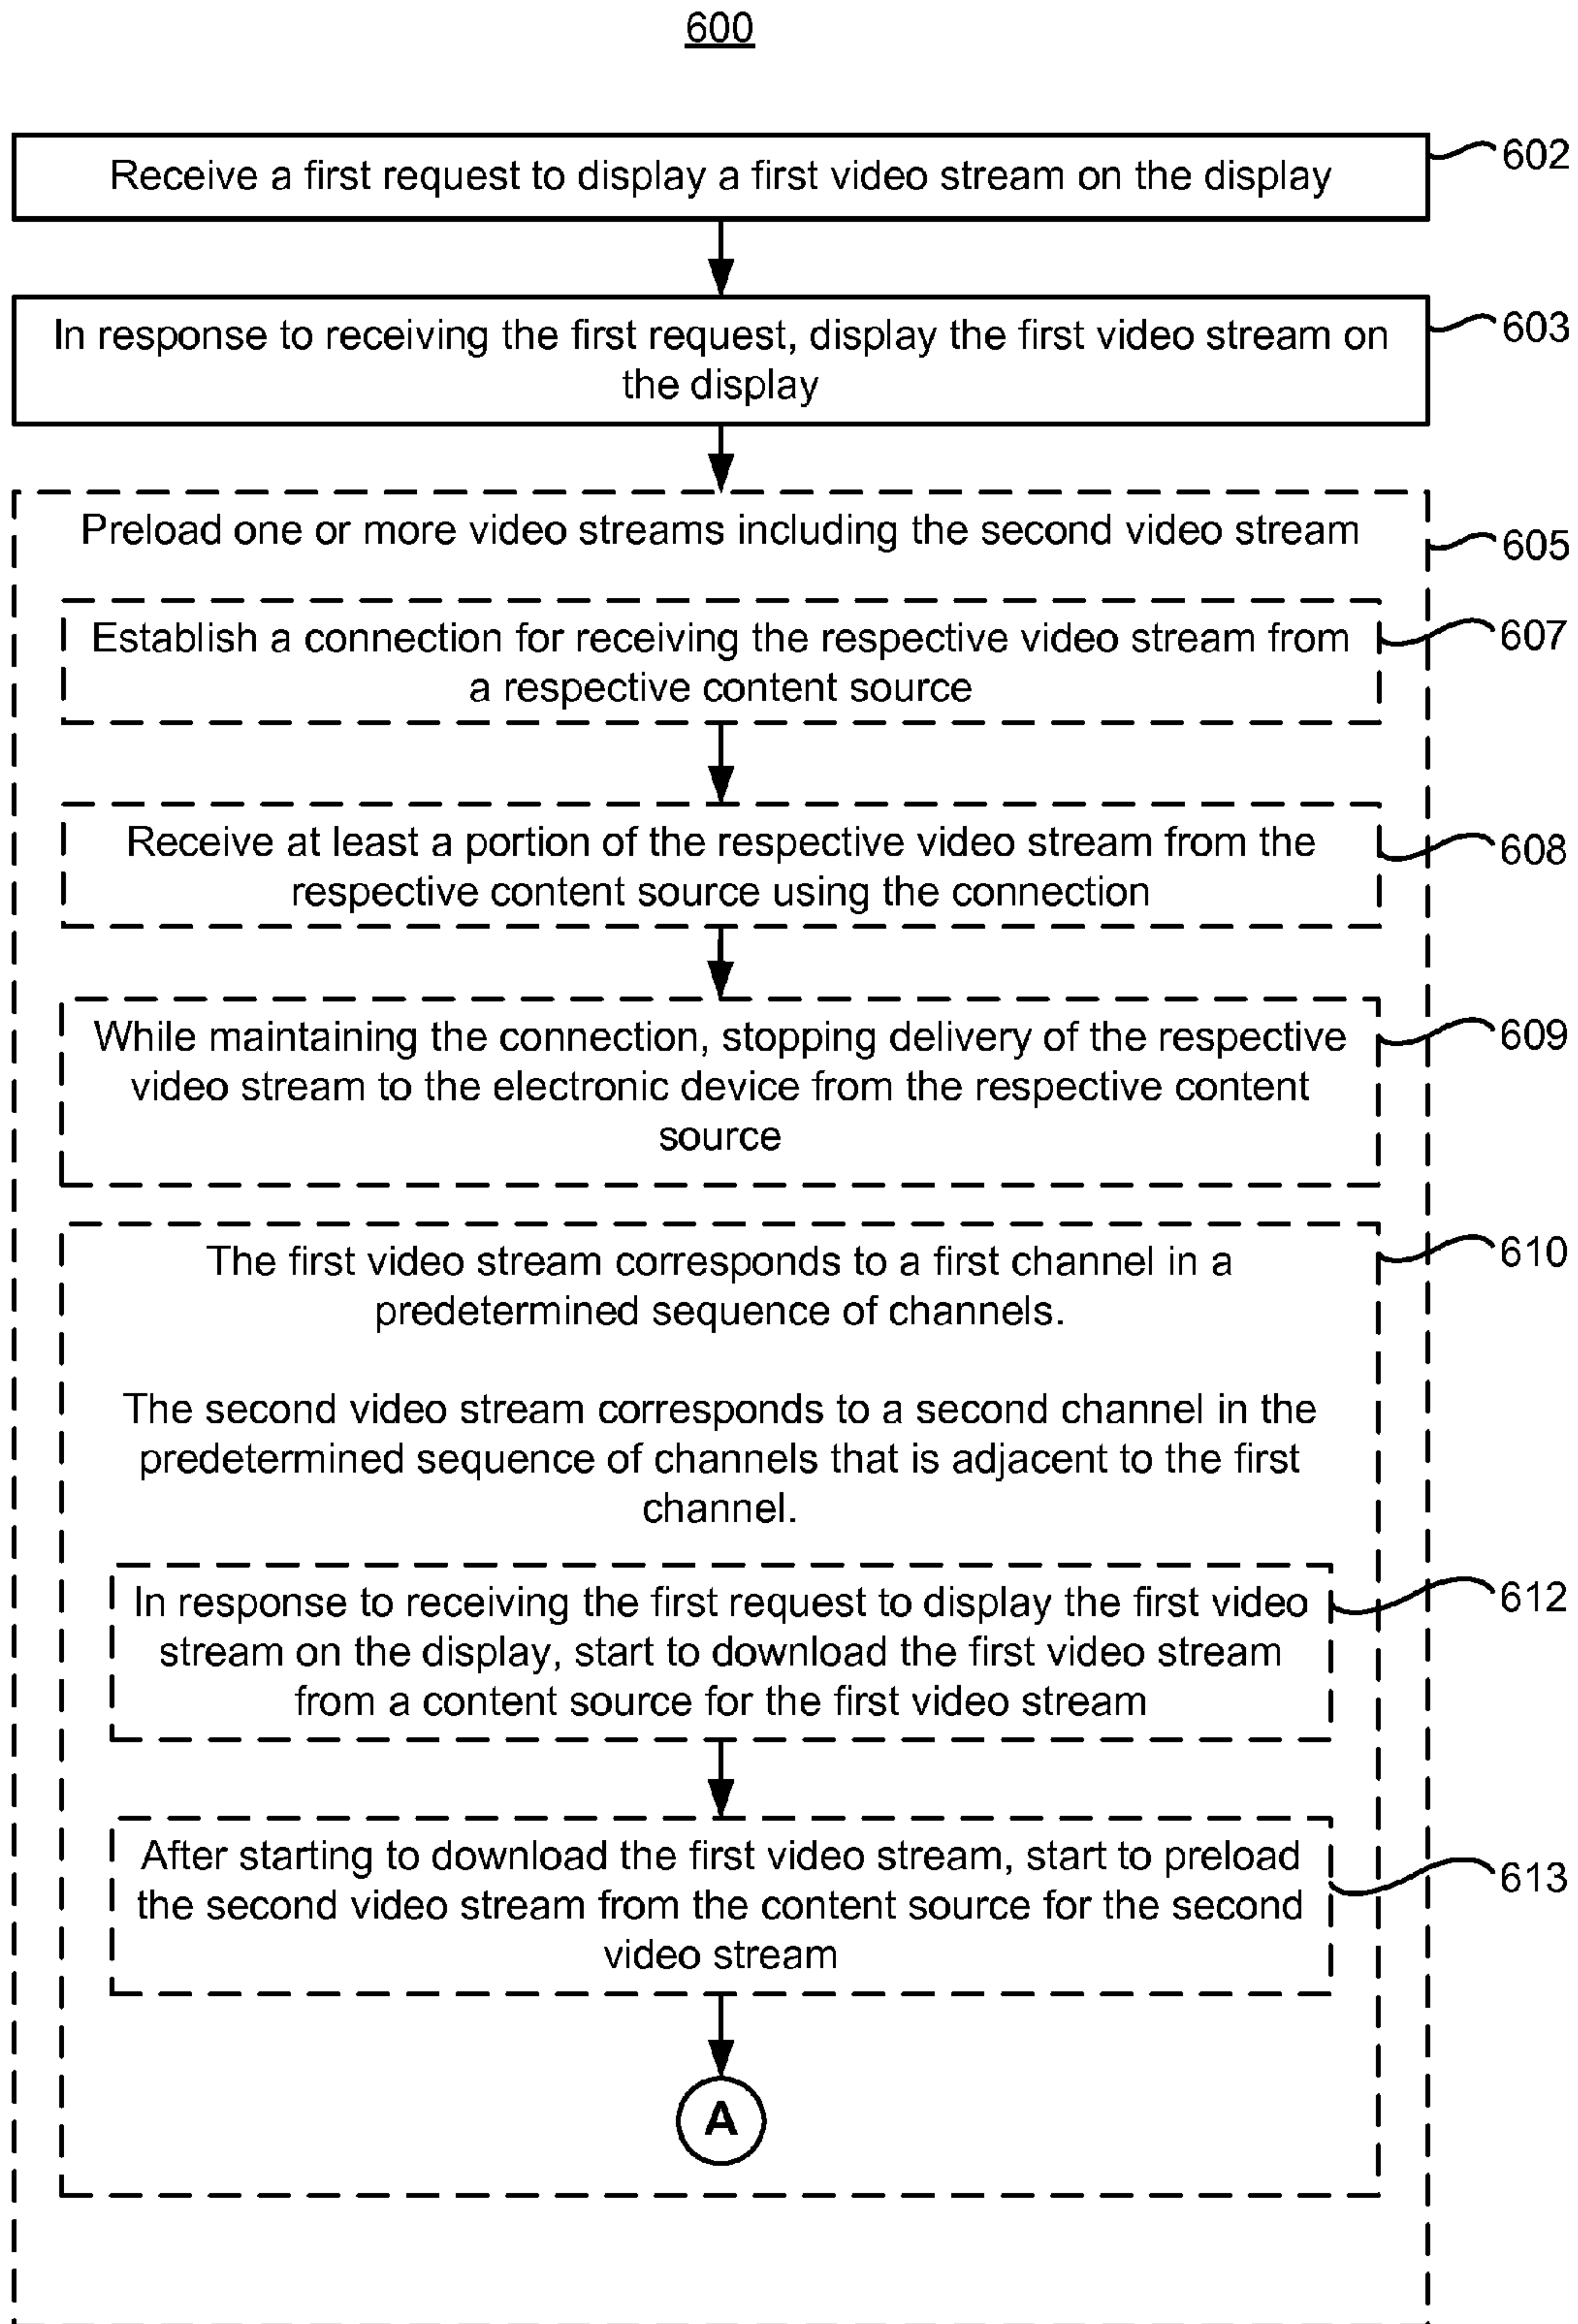 600
Receive a first request to display a first video stream on the display
602
In response to receiving the first request, display the first video stream on
the display
603
Preload one or more video streams including the second video stream
605
Establish a connection for receiving the respective video stream from
a respective content source
607
Receive at least a portion of the respective video stream from the
respective content source using the connection
608
While maintaining the connection, stopping delivery of the respective
video stream to the electronic device from the respective content
source
609
The first video stream corresponds to a first channel in a
predetermined sequence of channels.
610
The second video stream corresponds to a second channel in the
predetermined sequence of channels that is adjacent to the first
channel.
In response to receiving the first request to display the first video
stream on the display, start to download the first video stream
from a content source for the first video stream
612
After starting to download the first video stream, start to preload
the second video stream from the content source for the second
video stream
613
A